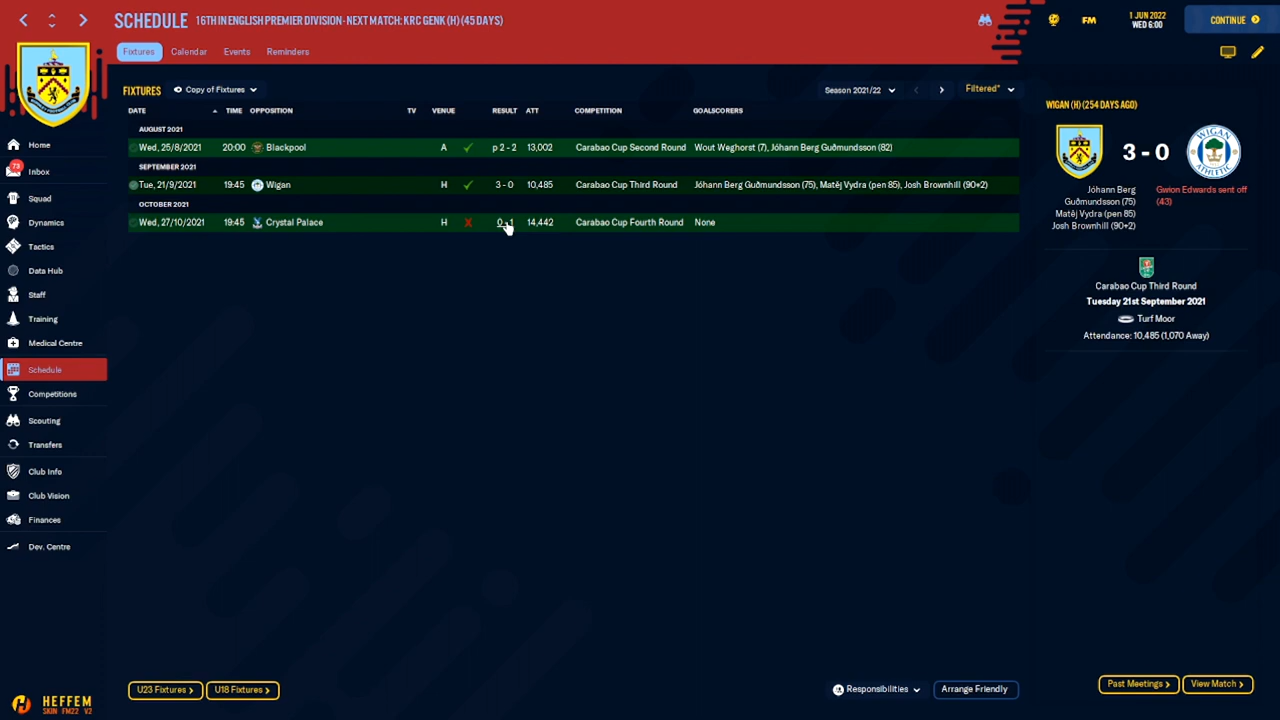 SCHEDULE 16TH IN ENGLISH PREMIER DIVISION · NEXT MATCH: KRC GENK (H) (45 DAYS)
FM
1 JUN 2022
WED 6:00
CONTINUE
Fixtures Calendar Events Reminders
FIXTURES Copy of Fixtures
Season 2021/22
Filtered*
DATE TIME OPPOSITION TV VENUE RESULT ATT COMPETITION GOALSCORERS
AUGUST 2021
Wed, 25/8/2021 20:00 Blackpool A p 2 - 2 13,002 Carabao Cup Second Round Wout Weghorst (7), Jóhann Berg Guðmundsson (82)
SEPTEMBER 2021
Tue, 21/9/2021 19:45 Wigan H 3 - 0 10,485 Carabao Cup Third Round Jóhann Berg Guðmundsson (75), Matěj Vydra (pen 85), Josh Brownhill (90+2)
OCTOBER 2021
Wed, 27/10/2021 19:45 Crystal Palace H 0 - 1 14,442 Carabao Cup Fourth Round None
Home
73
Inbox
Squad
Dynamics
Tactics
Data Hub
Staff
Training
Medical Centre
Schedule
Competitions
Scouting
Transfers
Club Info
Club Vision
Finances
Dev. Centre
HEFFEM
SKIN FM22 V2
WIGAN (H) (254 DAYS AGO)
3 - 0
Jóhann Berg
Guðmundsson (75)
Matěj Vydra (pen 85)
Josh Brownhill (90+2)
Gwion Edwards sent off
(43)
Carabao Cup Third Round
Tuesday 21st September 2021
Turf Moor
Attendance: 10,485 (1,070 Away)
U23 Fixtures >
U18 Fixtures >
Responsibilities
Arrange Friendly
Past Meetings >
View Match >